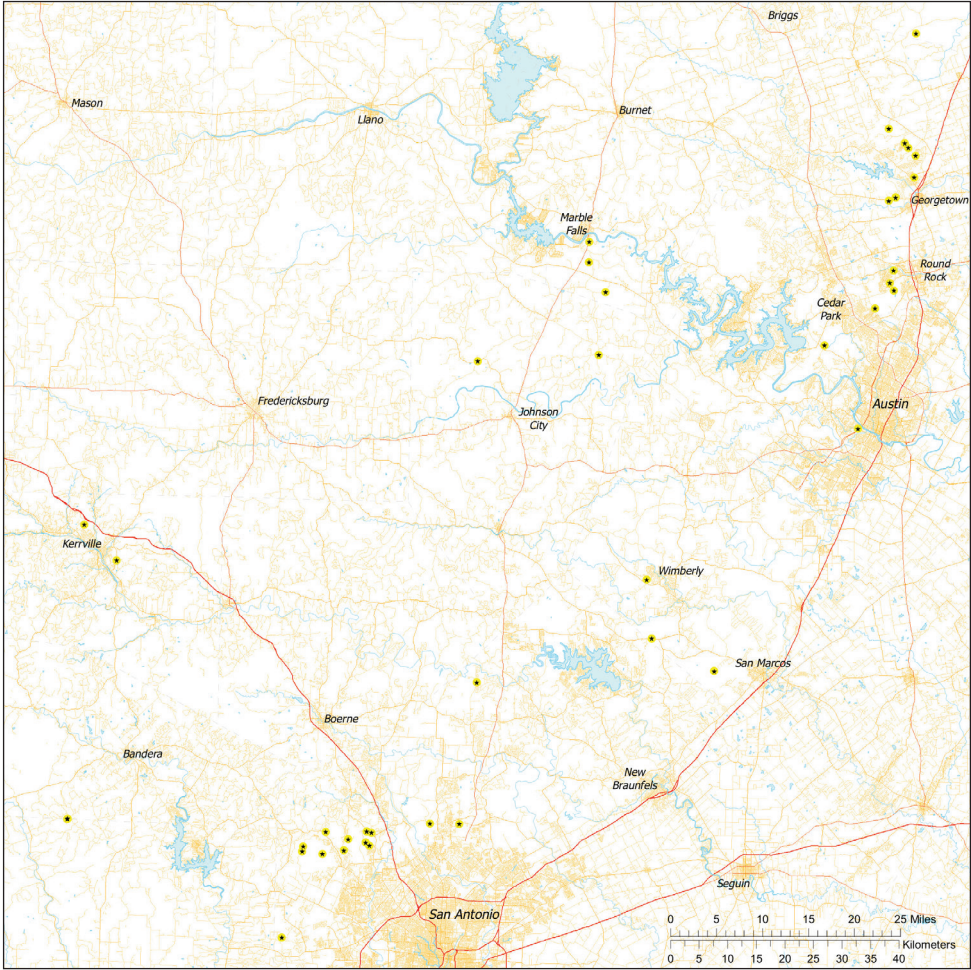 Briggs
Mason
Llano
Burnet
Georgetown
Marble
Falls
Round
Rock
Cedar
Park
Fredericksburg
Johnson
City
Austin
Kerrville
Wimberly
San Marcos
Boerne
Bandera
New
Braunfels
Seguin
San Antonio
0 5 10 15 20 25 Miles
Kilometers
0 5 10 15 20 25 30 35 40